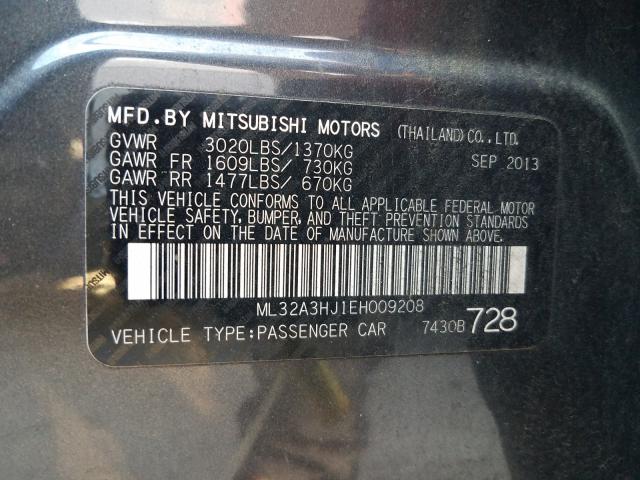 MFD.BY MITSUBISHI MOTORS (THAILAND)CO.,LTD.
GVWR 3020LBS/1370KG SEP 2013
GAWR FR 1609LBS/ 730KG
GAWR RR 1477LBS/ 670KG
THIS VEHICLE CONFORMS TO ALL APPLICABLE FEDERAL MOTOR
VEHICLE SAFETY, BUMPER, AND THEFT PREVENTION STANDARDS
IN EFFECT ON THE DATE OF MANUFACTURE SHOWN ABOVE.
ML32A3HJ1EH009208
VEHICLE TYPE:PASSENGER CAR 7430B 728